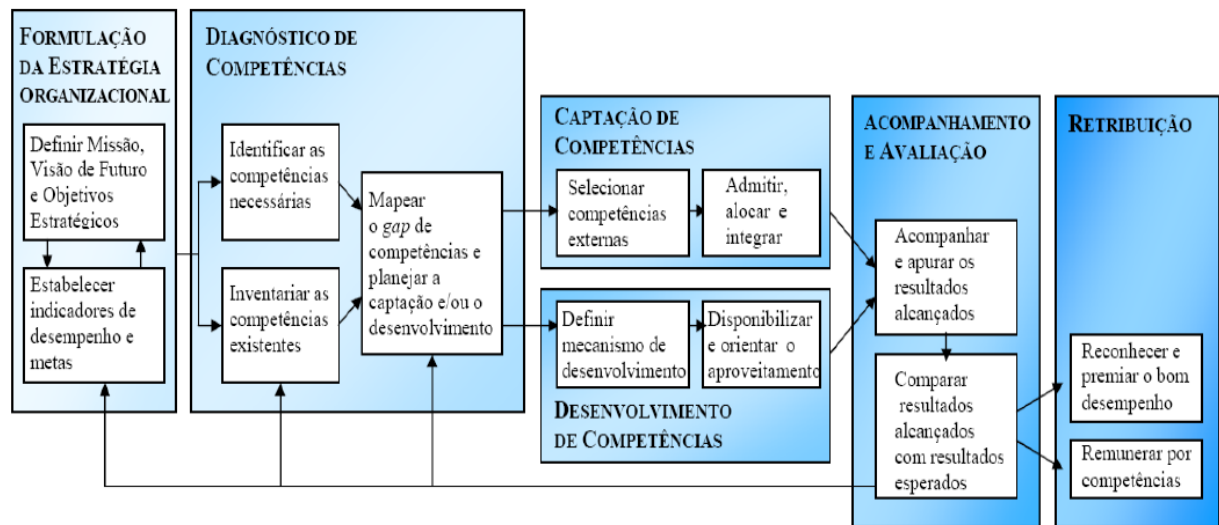 FORMULAÇÃO
DA ESTRATÉGIA
ORGANIZACIONAL
Definir Missão,
Visão de Futuro
e Objetivos
Estratégicos
Estabelecer
indicadores de
desempenho e
metas
DIAGNÓSTICO DE
COMPETÊNCIAS
Identificar as
competências
necessárias
Inventariar as
competências
existentes
Mapear
o gap de
competências e
planejar a
captação e/ou o
desenvolvimento
CAPTAÇÃO DE
COMPETÊNCIAS
Selecionar
competências
externas
Admitir,
alocar e
integrar
Definir
mecanismo de
desenvolvimento
Disponibilizar
e orientar o
aproveitamento
DESENVOLVIMENTO
DE COMPETÊNCIAS
ACOMPANHAMENTO
E AVALIAÇÃO
Acompanhar
e apurar os
resultados
alcançados
Comparar
resultados
alcançados
com resultados
esperados
RETRIBUIÇÃO
Reconhecer e
premiar o bom
desempenho
Remunerar por
competências